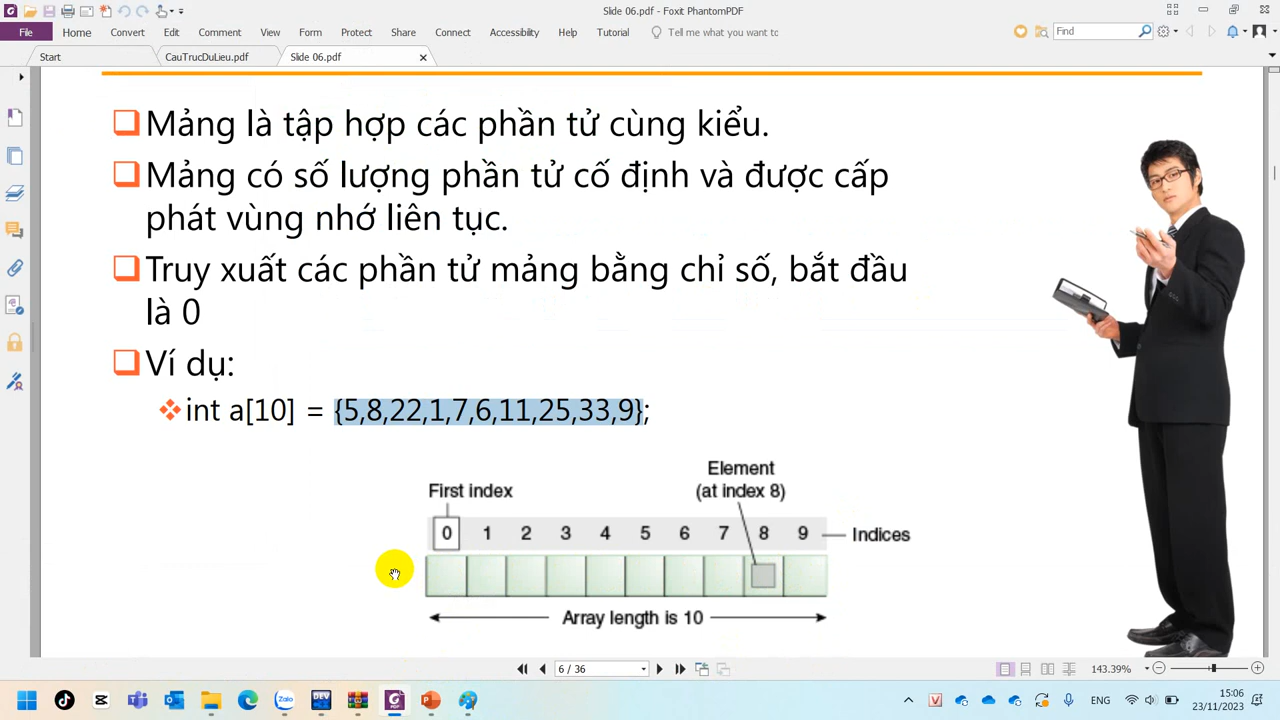 Slide 06.pdf - Foxit PhantomPDF
File Home Convert Edit Comment View Form Protect Share Connect Accessibility Help Tutorial Tell me what you want to Find
Start CauTrucDuLieu.pdf Slide 06.pdf
Mảng là tập hợp các phần tử cùng kiểu.
Mảng có số lượng phần tử cố định và được cấp
phát vùng nhớ liên tục.
Truy xuất các phần tử mảng bằng chỉ số, bắt đầu
là 0
Ví dụ:
int a[10] = {5,8,22,1,7,6,11,25,33,9};
Element
First index (at index 8)
0 1 2 3 4 5 6 7 8 9 Indices
Array length is 10
6 / 36 143.39%
Zalo DEV PDF V ENG 15:06
23/11/2023